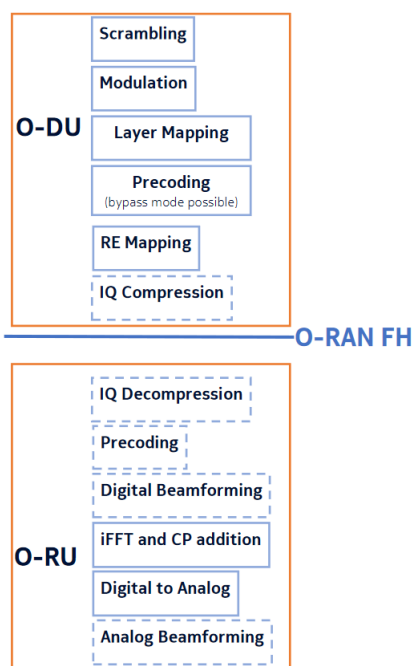 Scrambling
Modulation
O-DU
Layer Mapping
Precoding
(bypass mode possible)
RE Mapping
IQ Compression
O-RAN FH
IQ Decompression
Precoding
Digital Beamforming
iFFT and CP addition
O-RU
Digital to Analog
Analog Beamforming